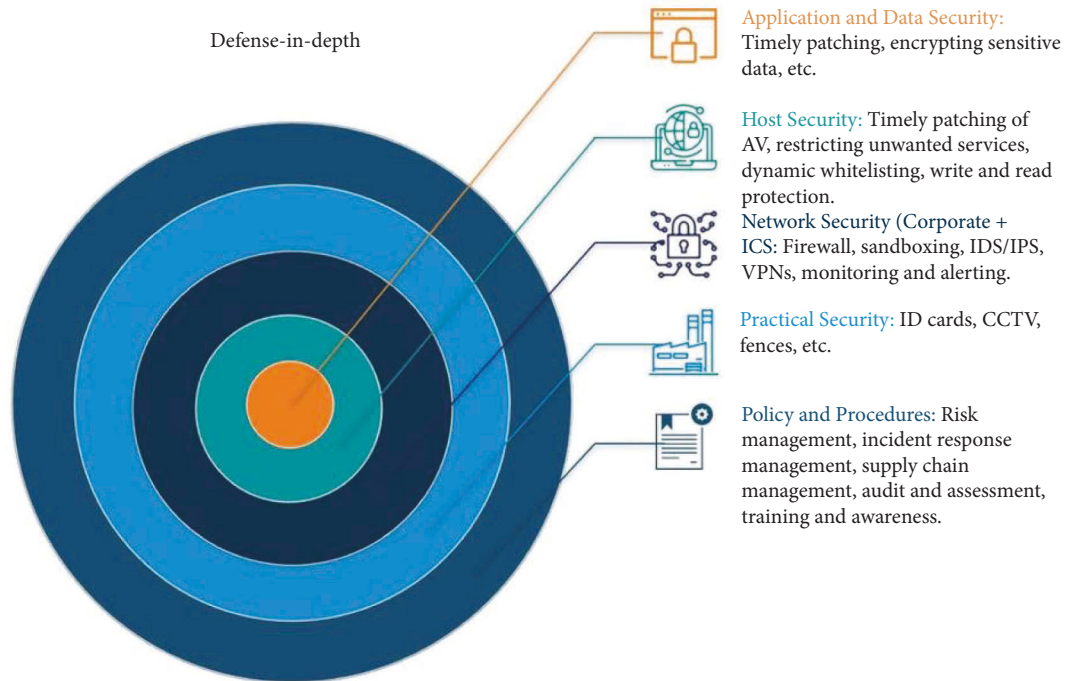 Defense-in-depth
Application and Data Security:
Timely patching, encrypting sensitive
data, etc.
Host Security: Timely patching of
AV, restricting unwanted services,
dynamic whitelisting, write and read
protection.
Network Security (Corporate +
ICS: Firewall, sandboxing, IDS/IPS,
VPNs, monitoring and alerting.
Practical Security: ID cards, CCTV,
fences, etc.
Policy and Procedures: Risk
management, incident response
management, supply chain
management, audit and assessment,
training and awareness.